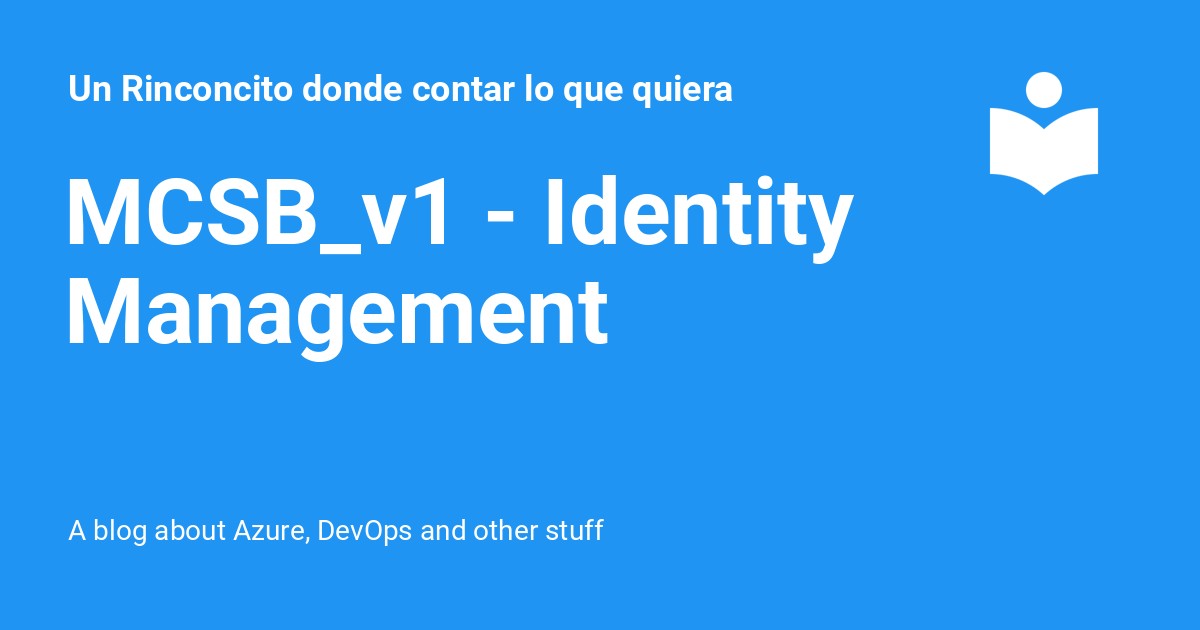 Un Rinconcito donde contar lo que quiera
MCSB_v1 - Identity
Management
A blog about Azure, DevOps and other stuff